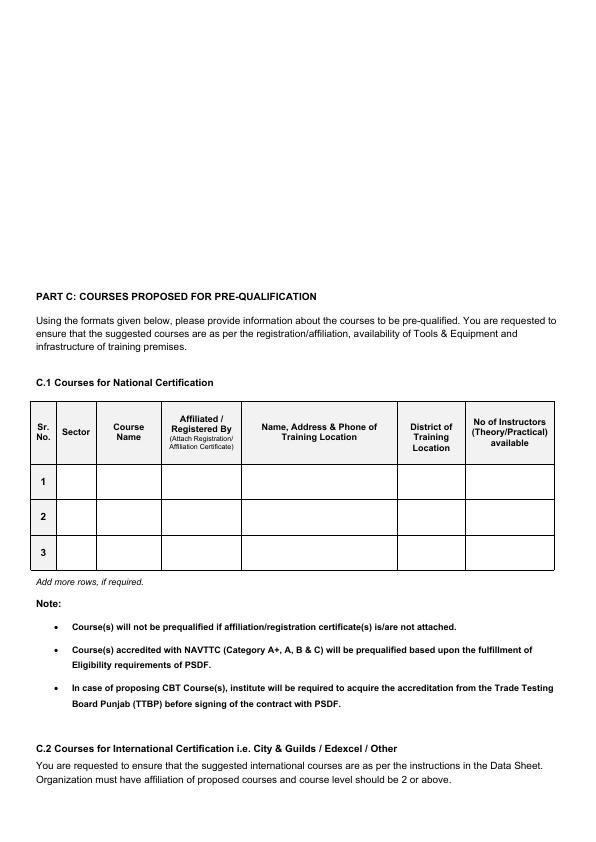 PART C: COURSES PROPOSED FOR PRE-QUALIFICATION
Using the formats given below, please provide information about the courses to be pre-qualified. You are requested to
ensure that the suggested courses are as per the registration/affiliation, availability of Tools & Equipment and
infrastructure of training premises.
C.1 Courses for National Certification
Sr. No.
Sector
Course Name
Affiliated / Registered By (Attach Registration/ Affiliation Certificate)
Name, Address & Phone of Training Location
District of Training Location
No of Instructors (Theory/Practical) available
1
2
3
Add more rows, if required.
Note:
• Course(s) will not be prequalified if affiliation/registration certificate(s) is/are not attached.
• Course(s) accredited with NAVTTC (Category A+, A, B & C) will be prequalified based upon the fulfillment of
Eligibility requirements of PSDF.
• In case of proposing CBT Course(s), institute will be required to acquire the accreditation from the Trade Testing
Board Punjab (TTBP) before signing of the contract with PSDF.
C.2 Courses for International Certification i.e. City & Guilds / Edexcel / Other
You are requested to ensure that the suggested international courses are as per the instructions in the Data Sheet.
Organization must have affiliation of proposed courses and course level should be 2 or above.